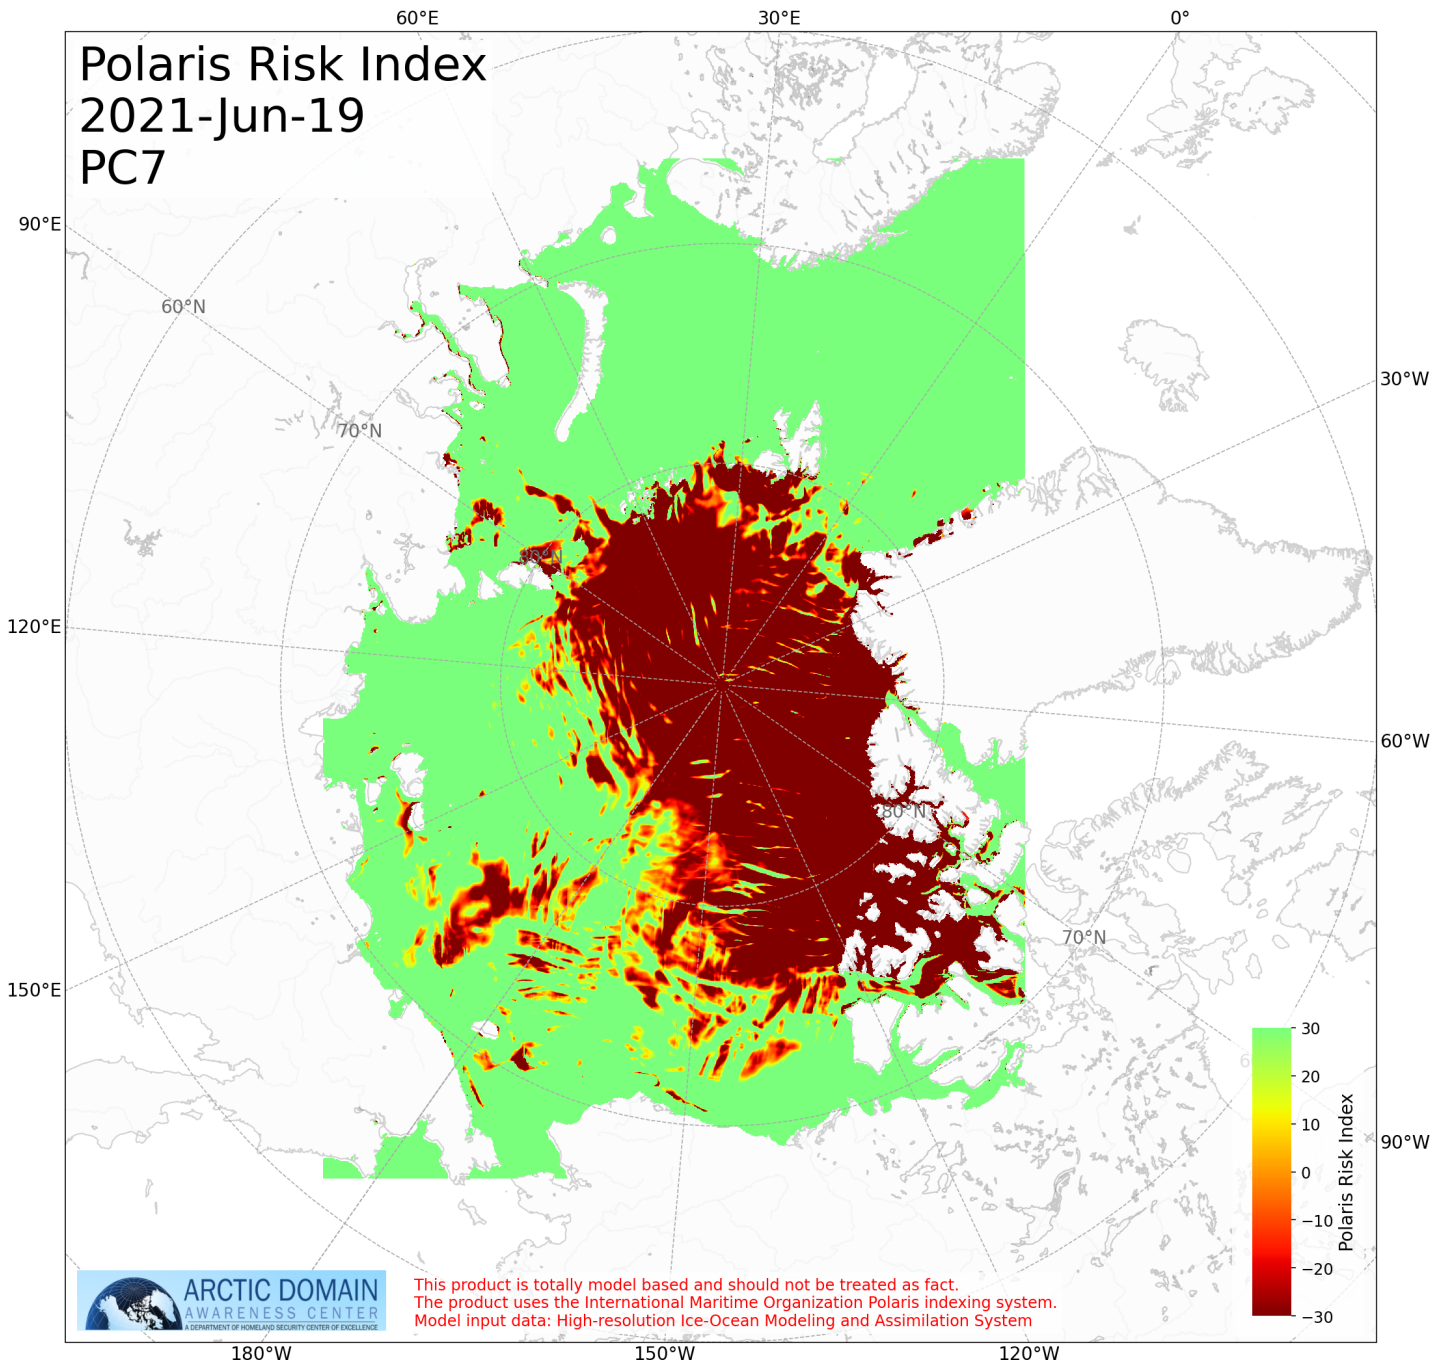 60°E
30°E
0°
Polaris Risk Index
2021-Jun-19
PC7
90°E
60°N
30°W
70°N
80°N
120°E
60°W
80°N
70°N
150°E
30
20
10
0
−10
−20
−30
Polaris Risk Index
90°W
ARCTIC DOMAIN
AWARENESS CENTER
A DEPARTMENT OF HOMELAND SECURITY CENTER OF EXCELLENCE
This product is totally model based and should not be treated as fact.
The product uses the International Maritime Organization Polaris indexing system.
Model input data: High-resolution Ice-Ocean Modeling and Assimilation System
180°W
150°W
120°W